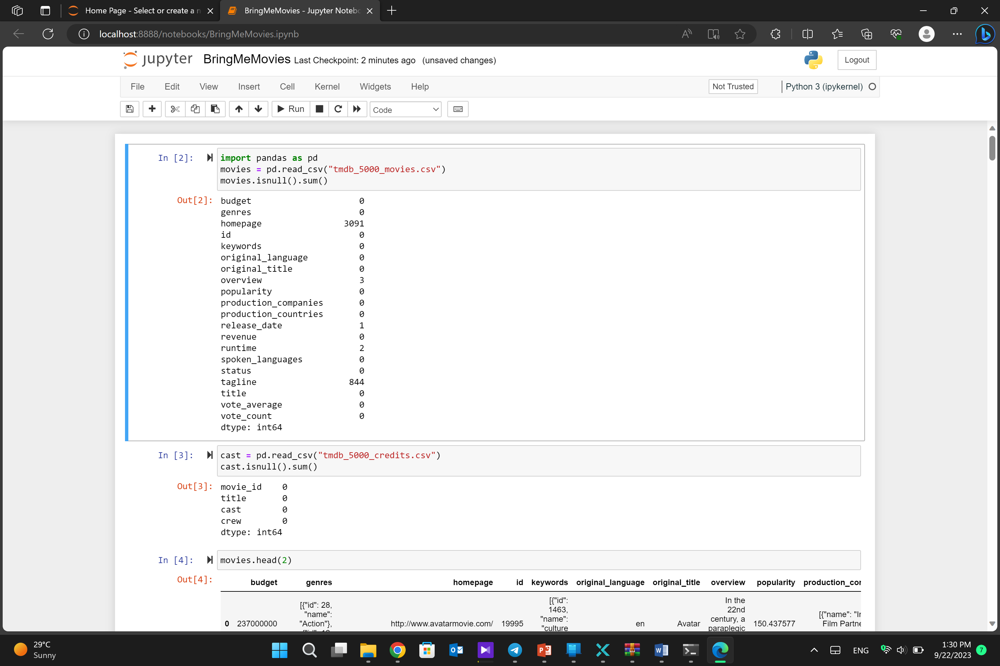 Home Page - Select or create a n
BringMeMovies - Jupyter Notebo
localhost:8888/notebooks/BringMeMovies.ipynb
jupyter BringMeMovies Last Checkpoint: 2 minutes ago (unsaved changes)
Logout
File Edit View Insert Cell Kernel Widgets Help
Not Trusted
Python 3 (ipykernel)
Run
Code
In [2]:
import pandas as pd
movies = pd.read_csv("tmdb_5000_movies.csv")
movies.isnull().sum()
Out[2]:
budget 0
genres 0
homepage 3091
id 0
keywords 0
original_language 0
original_title 0
overview 3
popularity 0
production_companies 0
production_countries 0
release_date 1
revenue 0
runtime 2
spoken_languages 0
status 0
tagline 844
title 0
vote_average 0
vote_count 0
dtype: int64
In [3]:
cast = pd.read_csv("tmdb_5000_credits.csv")
cast.isnull().sum()
Out[3]:
movie_id 0
title 0
cast 0
crew 0
dtype: int64
In [4]:
movies.head(2)
Out[4]:
budget genres homepage id keywords original_language original_title overview popularity production_cor
0
237000000
[{"id": 28,
"name":
"Action"},
http://www.avatarmovie.com/
19995
[{"id":
1463,
"name":
"culture
en
Avatar
In the
22nd
century, a
paraplegic
150.437577
[{"name": "In
Film Partne
29°C
Sunny
ENG
1:30 PM
9/22/2023
7